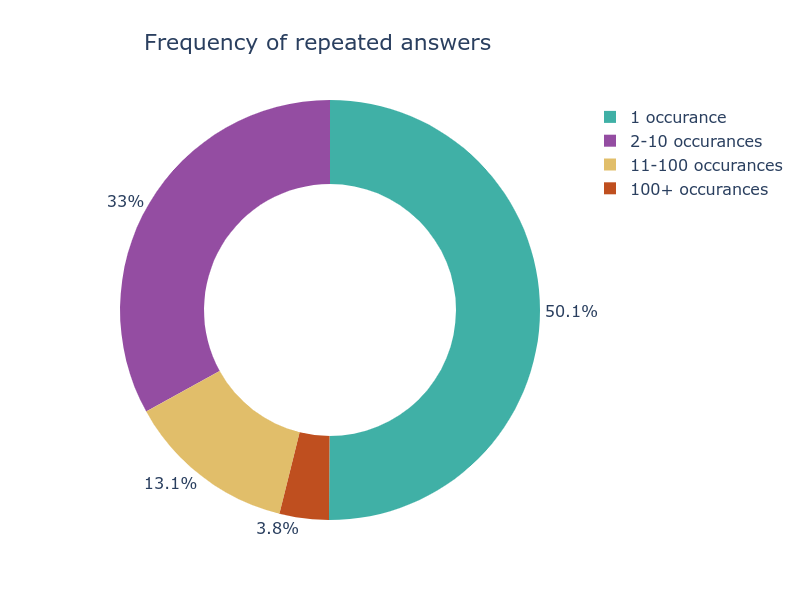 Frequency of repeated answers
1 occurance
2-10 occurances
11-100 occurances
100+ occurances
33%
50.1%
13.1%
3.8%